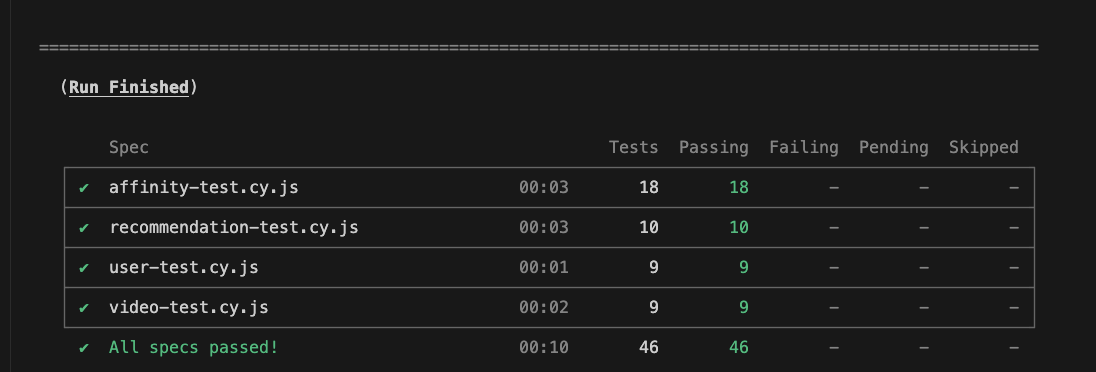 ====================================================================================================
(Run Finished)
Spec Tests Passing Failing Pending Skipped
✔ affinity-test.cy.js 00:03 18 18 - - -
✔ recommendation-test.cy.js 00:03 10 10 - - -
✔ user-test.cy.js 00:01 9 9 - - -
✔ video-test.cy.js 00:02 9 9 - - -
✔ All specs passed! 00:10 46 46 - - -